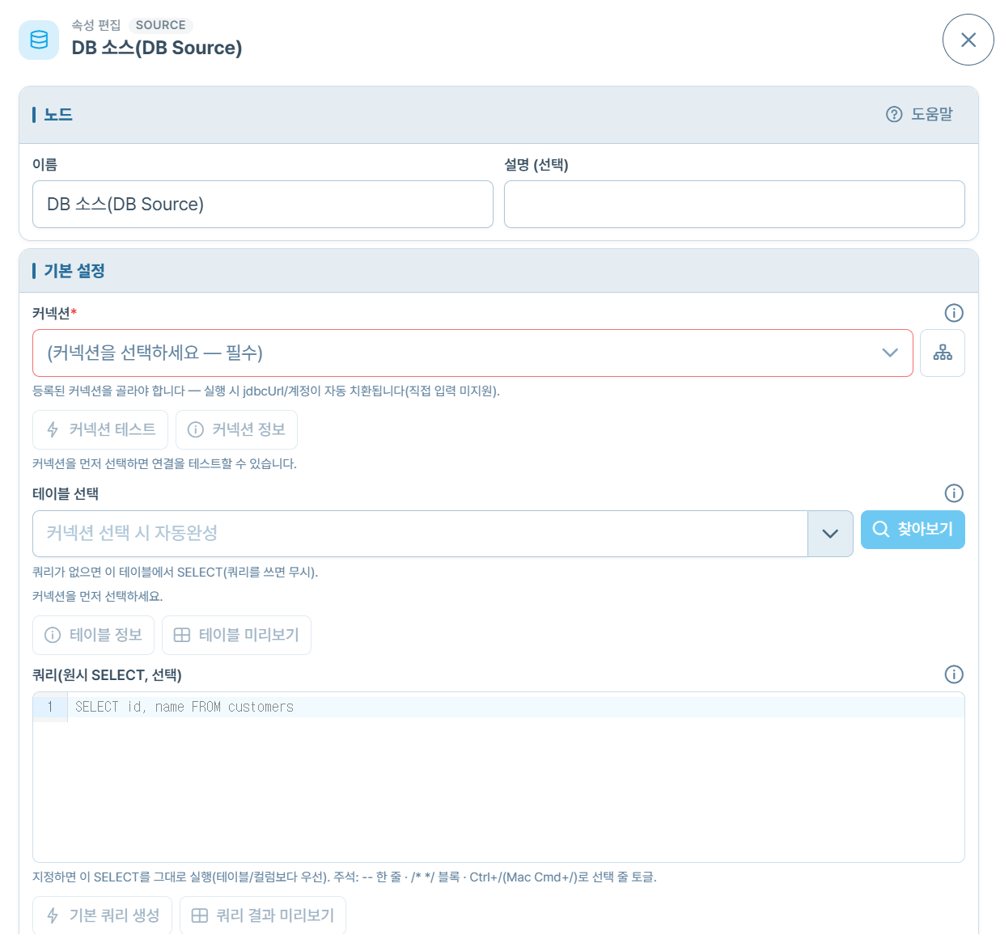 속성 편집 SOURCE
DB 소스(DB Source)
노드
도움말
이름
설명 (선택)
DB 소스(DB Source)
기본 설정
커넥션*
(커넥션을 선택하세요 — 필수)
등록된 커넥션을 골라야 합니다 — 실행 시 jdbcUrl/계정이 자동 치환됩니다(직접 입력 미지원).
커넥션 테스트
커넥션 정보
커넥션을 먼저 선택하면 연결을 테스트할 수 있습니다.
테이블 선택
커넥션 선택 시 자동완성
찾아보기
쿼리가 없으면 이 테이블에서 SELECT(쿼리를 쓰면 무시).
커넥션을 먼저 선택하세요.
테이블 정보
테이블 미리보기
쿼리(원시 SELECT, 선택)
1 SELECT id, name FROM customers
지정하면 이 SELECT를 그대로 실행(테이블/컬럼보다 우선). 주석: -- 한 줄 · /* */ 블록 · Ctrl+/(Mac Cmd+/)로 선택 줄 토글.
기본 쿼리 생성
쿼리 결과 미리보기